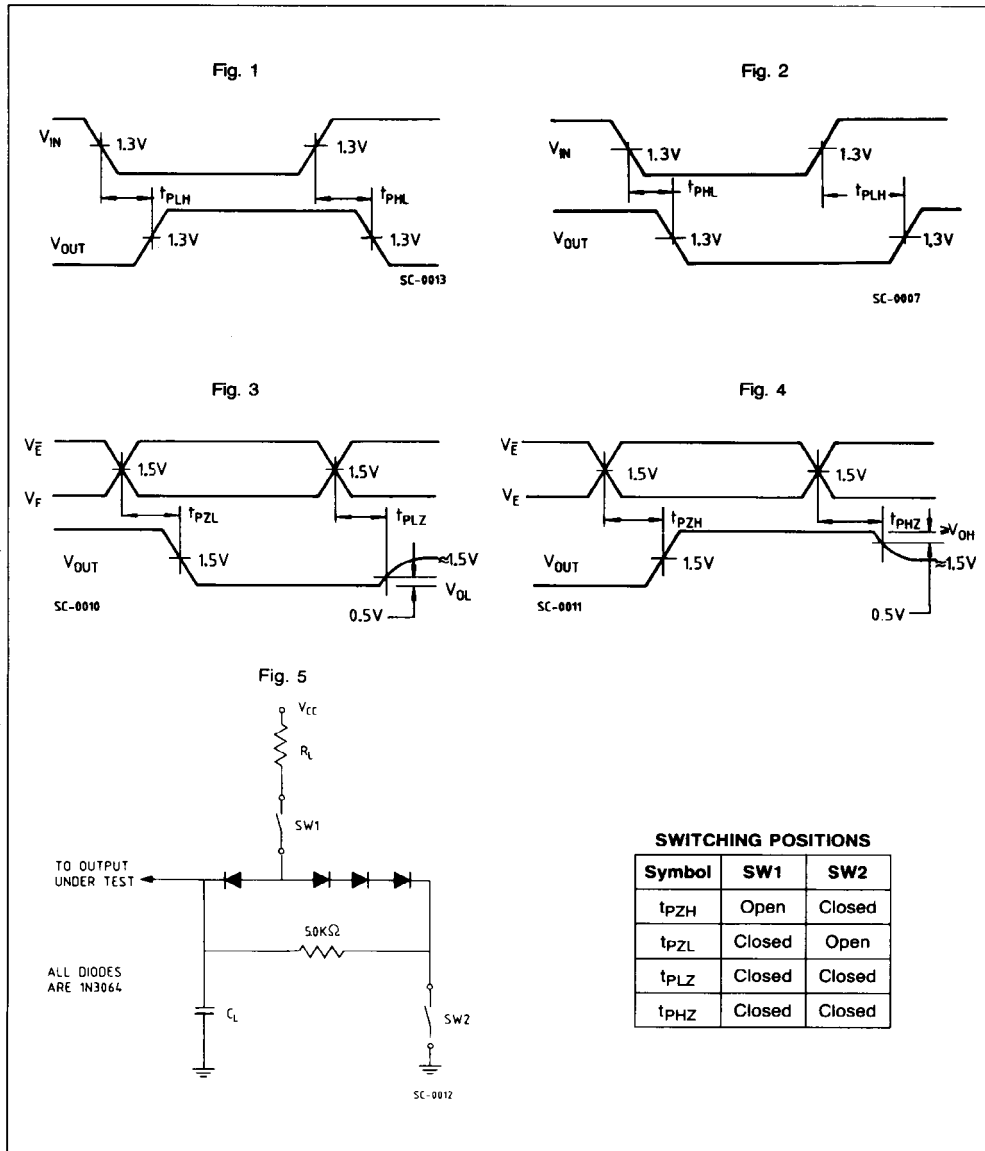 Fig. 1
V_IN
1.3V
1.3V
t_PLH
t_PHL
V_OUT
1.3V
1.3V
SC-0013
Fig. 2
V_IN
1.3V
1.3V
t_PHL
t_PLH
V_OUT
1.3V
1.3V
SC-0007
Fig. 3
V_E̅
1.5V
1.5V
V_F
t_PZL
t_PLZ
V_OUT
1.5V
≈1.5V
V_OL
0.5V
SC-0010
Fig. 4
V_E̅
1.5V
1.5V
V_E
t_PZH
t_PHZ
≥V_OH
V_OUT
1.5V
≈1.5V
0.5V
SC-0011
Fig. 5
V_CC
R_L
SW1
TO OUTPUT
UNDER TEST
5.0KΩ
ALL DIODES
ARE 1N3064
C_L
SW2
SC-0012
SWITCHING POSITIONS
Symbol SW1 SW2
t_PZH Open Closed
t_PZL Closed Open
t_PLZ Closed Closed
t_PHZ Closed Closed